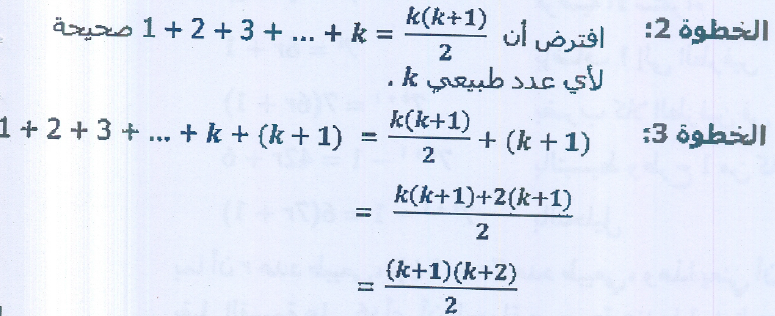 الخطوة 2: افترض أن 1 + 2 + 3 + ... + k = k(k+1)/2 صحيحة
لأي عدد طبيعي k .
الخطوة 3: 1 + 2 + 3 + ... + k + (k + 1) = k(k+1)/2 + (k + 1)
= k(k+1)+2(k+1)/2
= (k+1)(k+2)/2